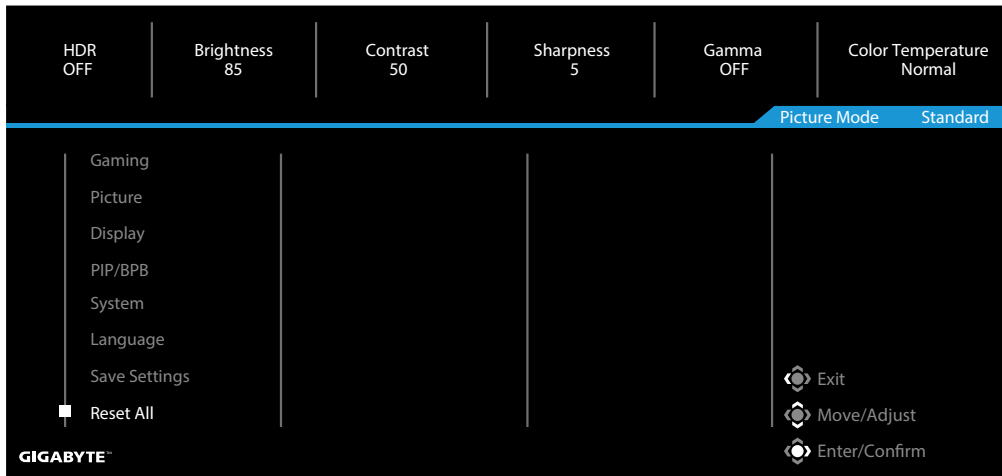 HDR
OFF
Brightness
85
Contrast
50
Sharpness
5
Gamma
OFF
Color Temperature
Normal
Picture Mode Standard
Gaming
Picture
Display
PIP/BPB
System
Language
Save Settings
Reset All
Exit
Move/Adjust
Enter/Confirm
GIGABYTE™